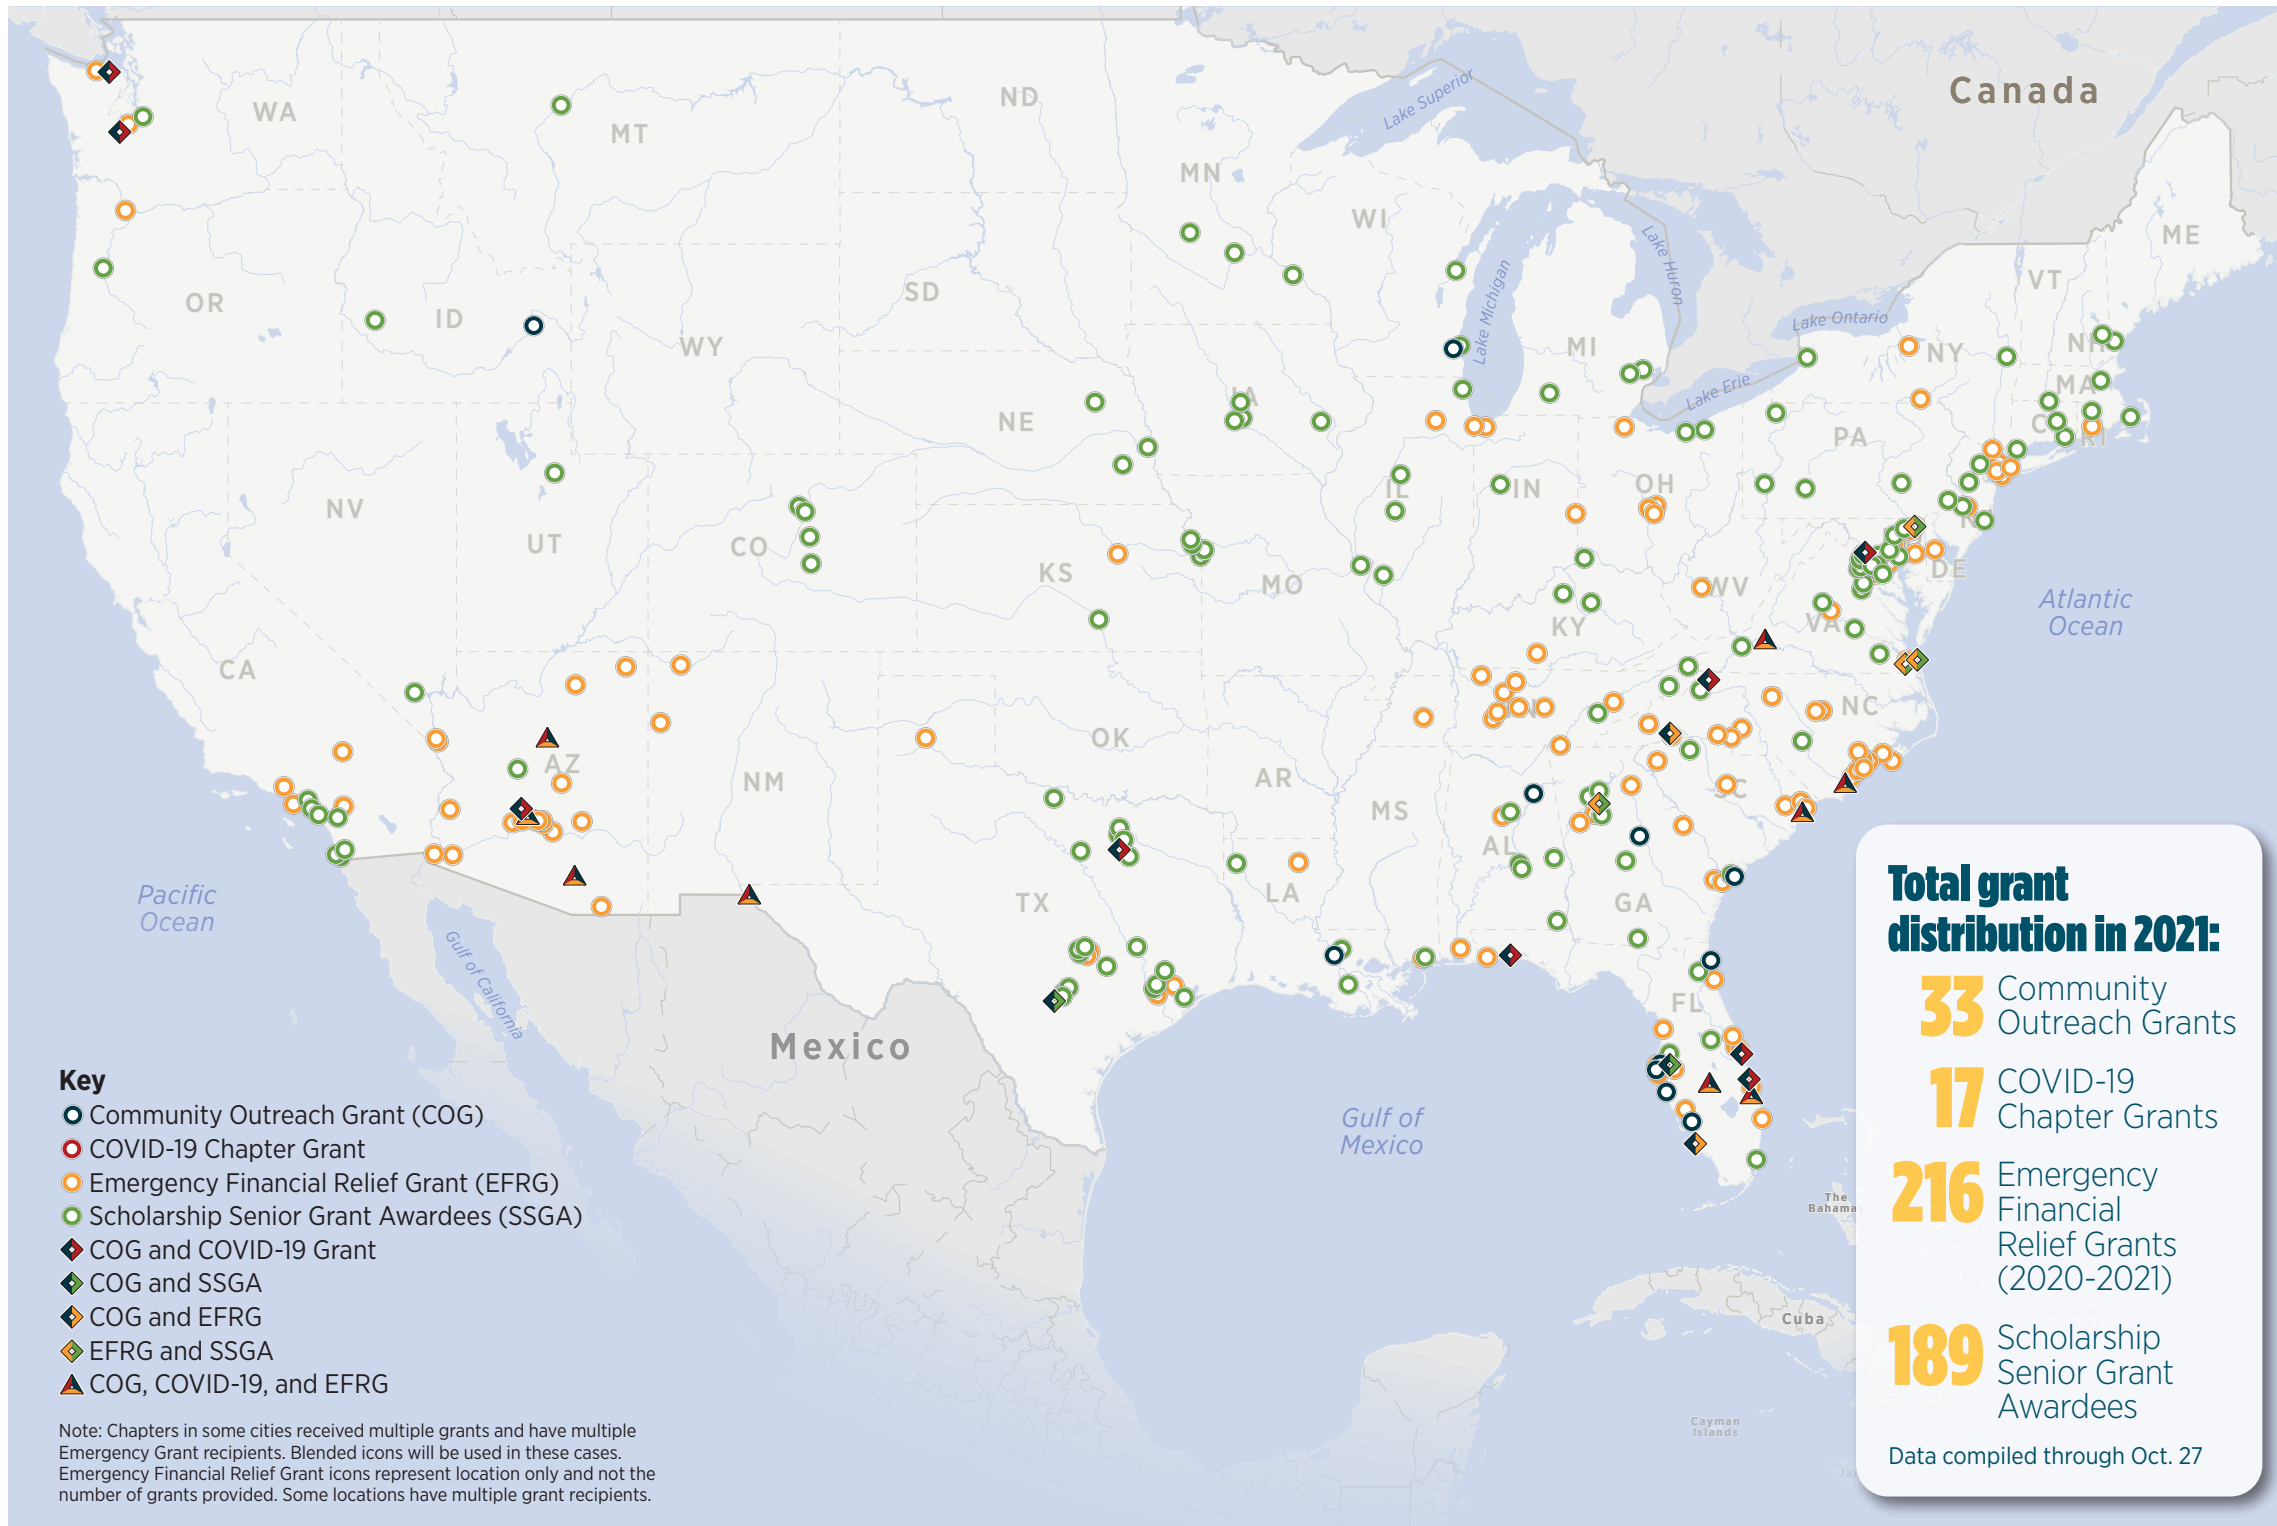 Canada
Lake Superior
WA
MT
ND
MN
WI
ME
VT
Lake Huron
Lake Michigan
Lake Ontario
OR
ID
SD
WY
MI
NY
NH
MA
Lake Erie
NE
IA
PA
RI
NV
UT
CO
IL
IN
OH
KS
MO
WV
DE
Atlantic
Ocean
KY
VA
CA
AZ
NM
OK
AR
NC
SC
MS
AL
GA
TX
LA
FL
Pacific
Ocean
Gulf of California
Mexico
Gulf of
Mexico
The
Bahama
Cuba
Cayman
Islands
Key
Community Outreach Grant (COG)
COVID-19 Chapter Grant
Emergency Financial Relief Grant (EFRG)
Scholarship Senior Grant Awardees (SSGA)
COG and COVID-19 Grant
COG and SSGA
COG and EFRG
EFRG and SSGA
COG, COVID-19, and EFRG
Note: Chapters in some cities received multiple grants and have multiple
Emergency Grant recipients. Blended icons will be used in these cases.
Emergency Financial Relief Grant icons represent location only and not the
number of grants provided. Some locations have multiple grant recipients.
Total grant
distribution in 2021:
33 Community
Outreach Grants
17 COVID-19
Chapter Grants
216 Emergency
Financial
Relief Grants
(2020-2021)
189 Scholarship
Senior Grant
Awardees
Data compiled through Oct. 27